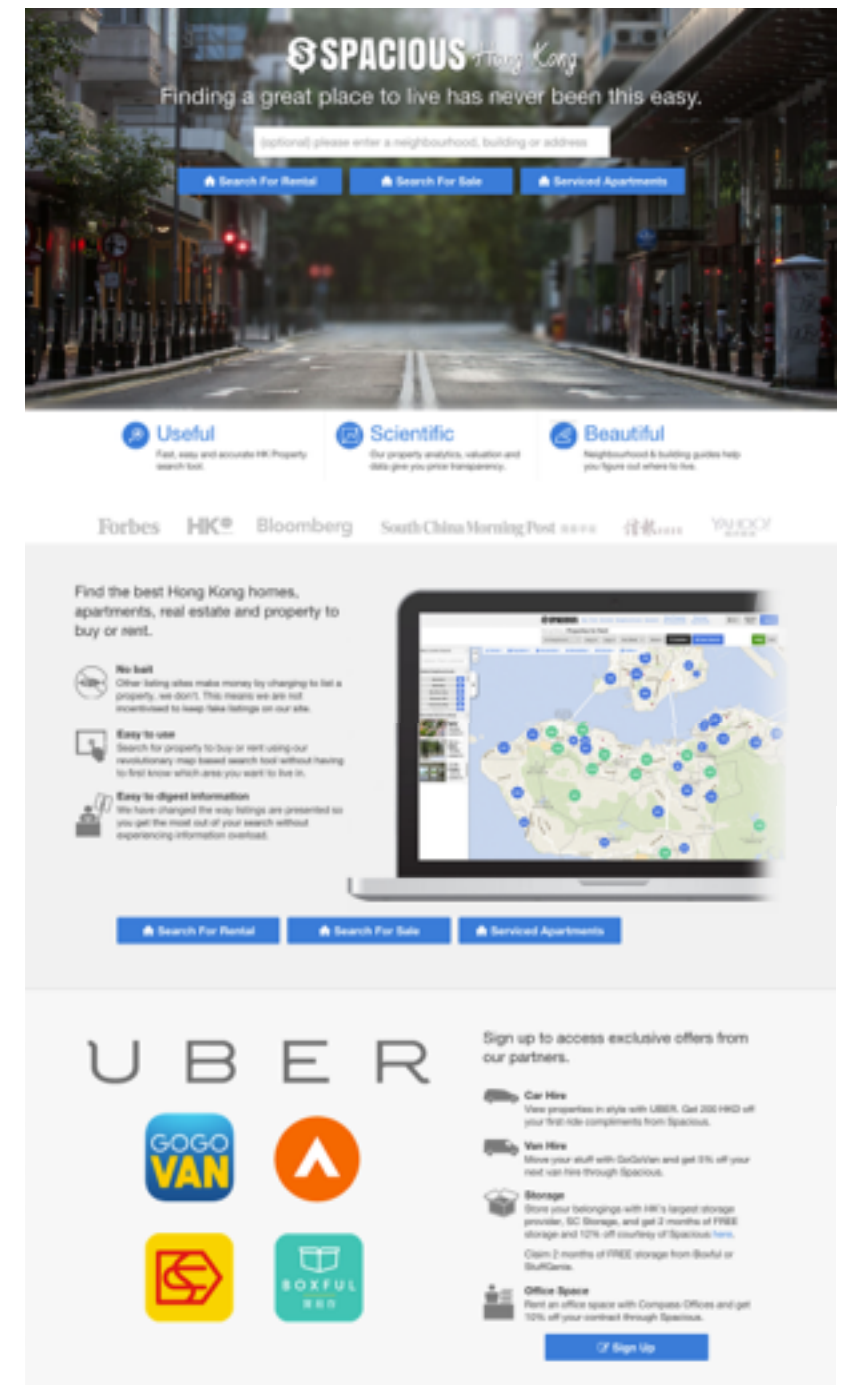 SPACIOUS Hong Kong
Finding a great place to live has never been this easy.
(optional) please enter a neighbourhood, building or address
Search For Rental
Search For Sale
Serviced Apartments
Useful
Fast, easy and accurate HK Property
search tool.
Scientific
Our property analytics, valuation and
data give you price transparency.
Beautiful
Neighbourhood & building guides help
you figure out where to live.
Forbes
HK
Bloomberg
South China Morning Post
YAHOO!
Find the best Hong Kong homes,
apartments, real estate and property to
buy or rent.
No bait
Other listing sites make money by charging to list a
property, we don't. This means we are not
incentivised to keep fake listings on our site.
Easy to use
Search for property to buy or rent using our
revolutionary map based search tool without having
to first know which area you want to live in.
Easy to digest information
We have changed the way listings are presented so
you get the most out of your search without
experiencing information overload.
SPACIOUS
Search For Rental
Search For Sale
Serviced Apartments
UBER
GOGO
VAN
BOXFUL
Sign up to access exclusive offers from
our partners.
Car Hire
View properties in style with UBER. Get 200 HKD off
your first ride compliments from Spacious.
Van Hire
Move your stuff with GoGoVan and get 5% off your
next van hire through Spacious.
Storage
Store your belongings with HK's largest storage
provider, SC Storage, and get 2 months of FREE
storage and 12% off courtesy of Spacious here.
Claim 2 months of FREE storage from Boxful or
StuffGenie.
Office Space
Rent an office space with Compass Offices and get
10% off your contract through Spacious.
Sign Up